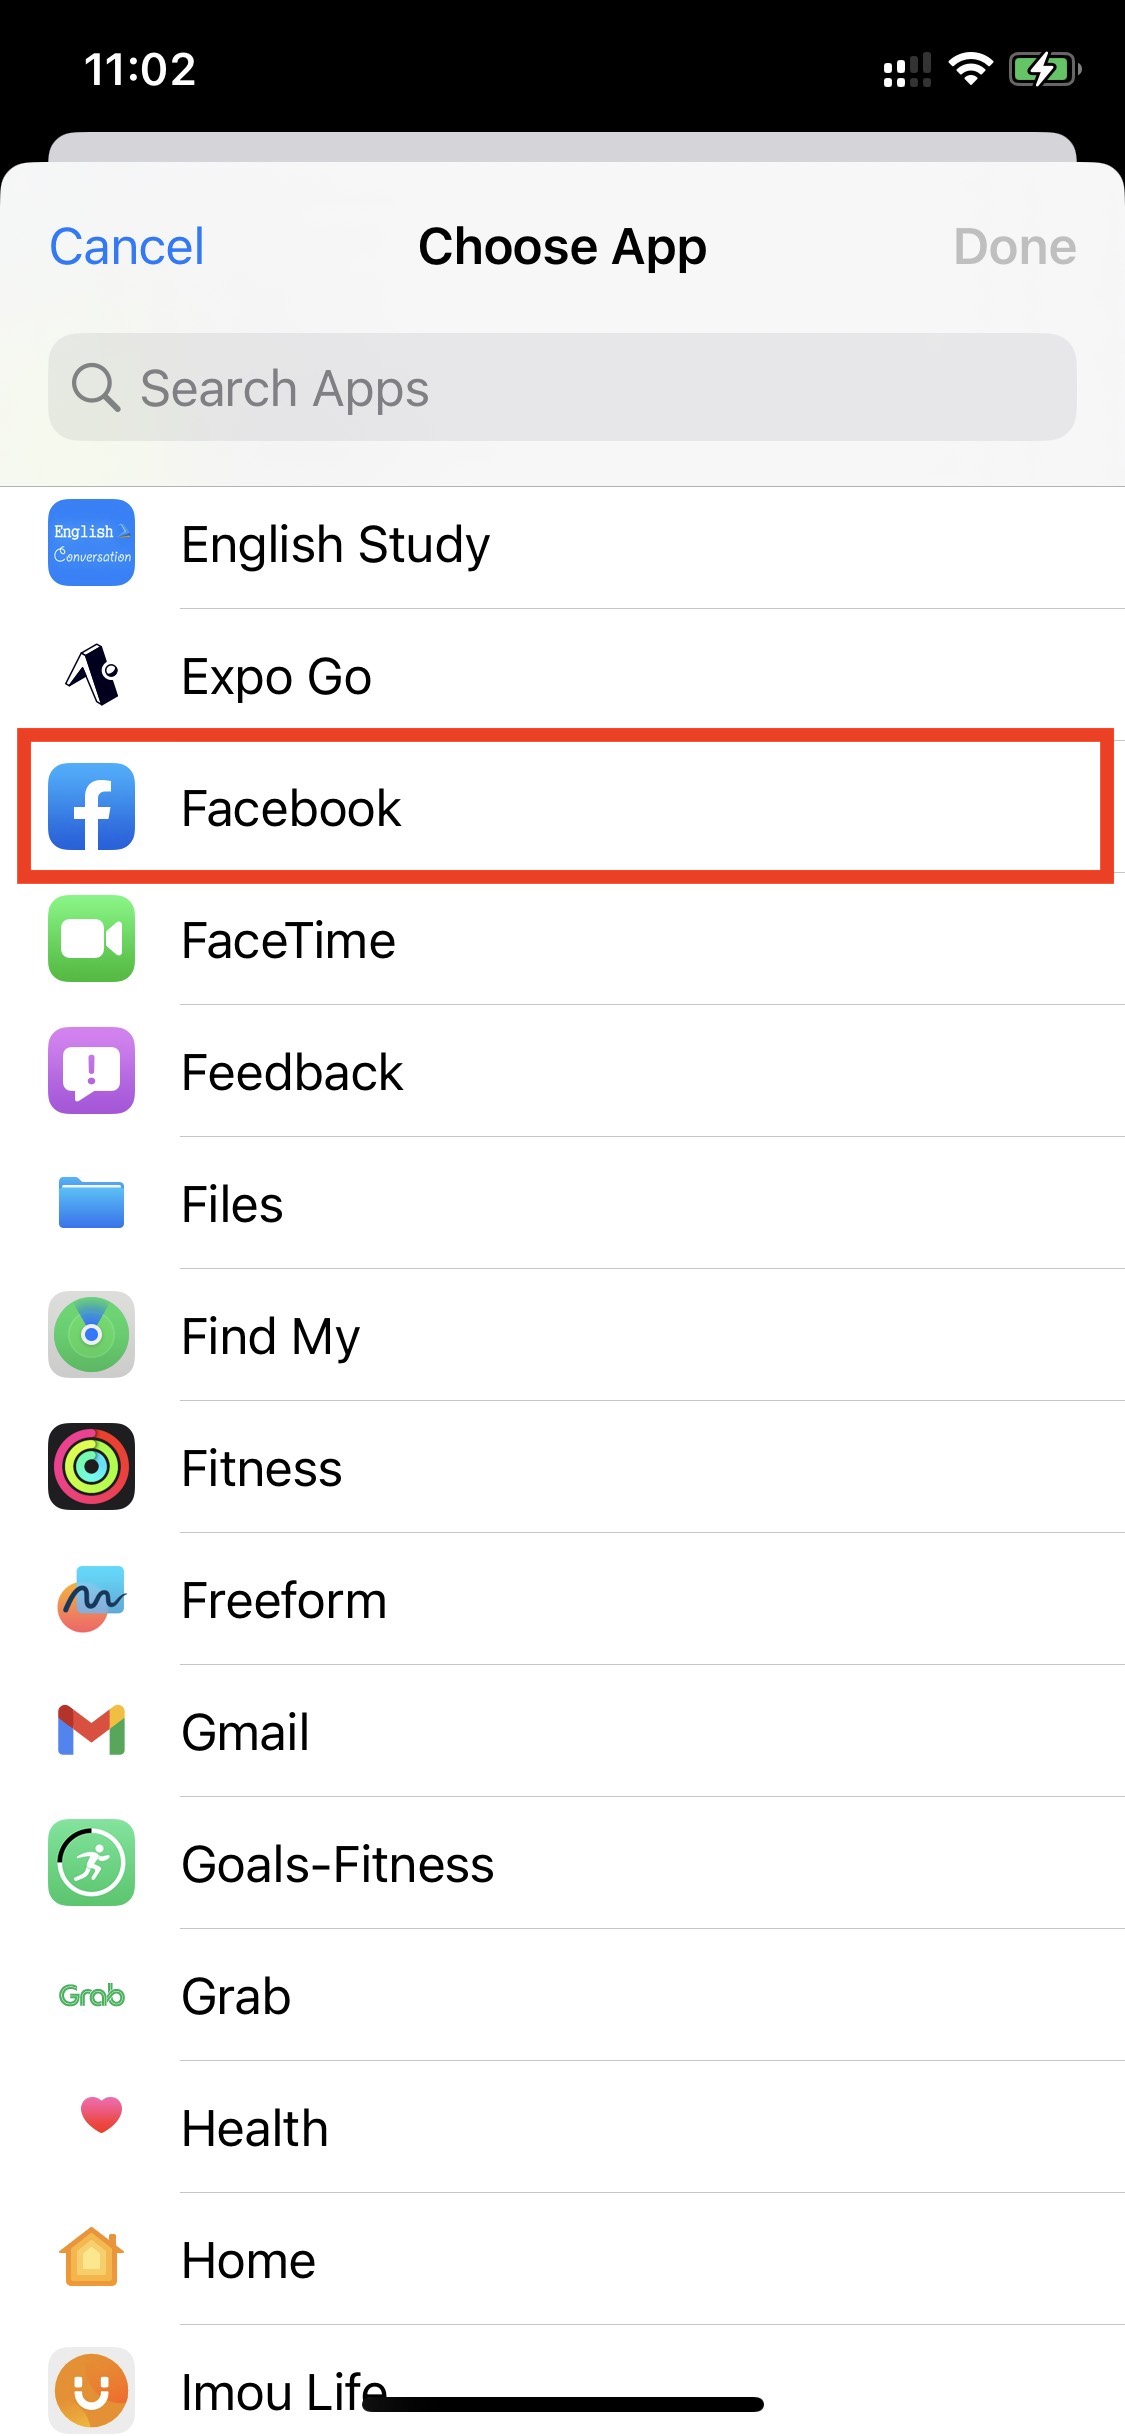 11:02
Cancel Choose App Done
Search Apps
English
Conversation
English Study
Expo Go
Facebook
FaceTime
Feedback
Files
Find My
Fitness
Freeform
Gmail
Goals-Fitness
Grab
Grab
Health
Home
Imou Life